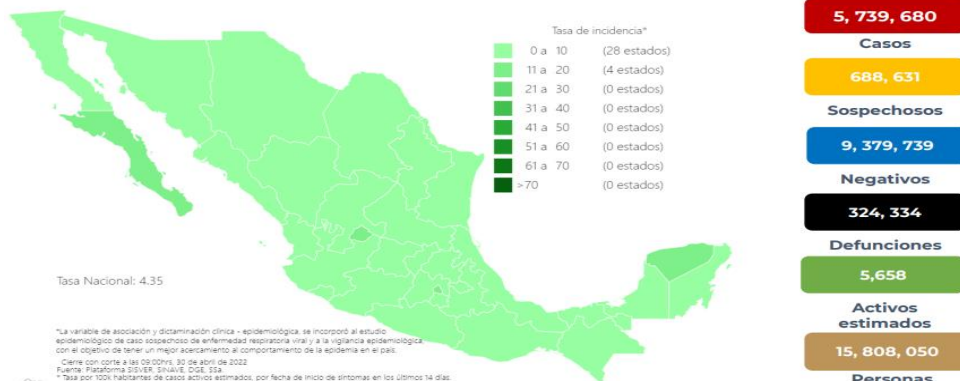 Tasa de incidencia*
0 a 10 (28 estados)
11 a 20 (4 estados)
21 a 30 (0 estados)
31 a 40 (0 estados)
41 a 50 (0 estados)
51 a 60 (0 estados)
61 a 70 (0 estados)
>70 (0 estados)
Tasa Nacional: 4.35
*La variable de asociación y dictaminación clínica - epidemiológica, se incorporó al estudio
epidemiológico de caso sospechoso de enfermedad respiratoria viral y a la vigilancia epidemiológica,
con el objetivo de tener un mejor acercamiento al comportamiento de la epidemia en el país.
Cierre con corte a las 09:00hrs, 30 de abril de 2022
Fuente: Plataforma SISVER, SINAVE, DGE, SSa.
* Tasa por 100k habitantes de casos activos estimados, por fecha de inicio de síntomas en los últimos 14 días.
5, 739, 680
Casos
688, 631
Sospechosos
9, 379, 739
Negativos
324, 334
Defunciones
5,658
Activos
estimados
15, 808, 050
Personas